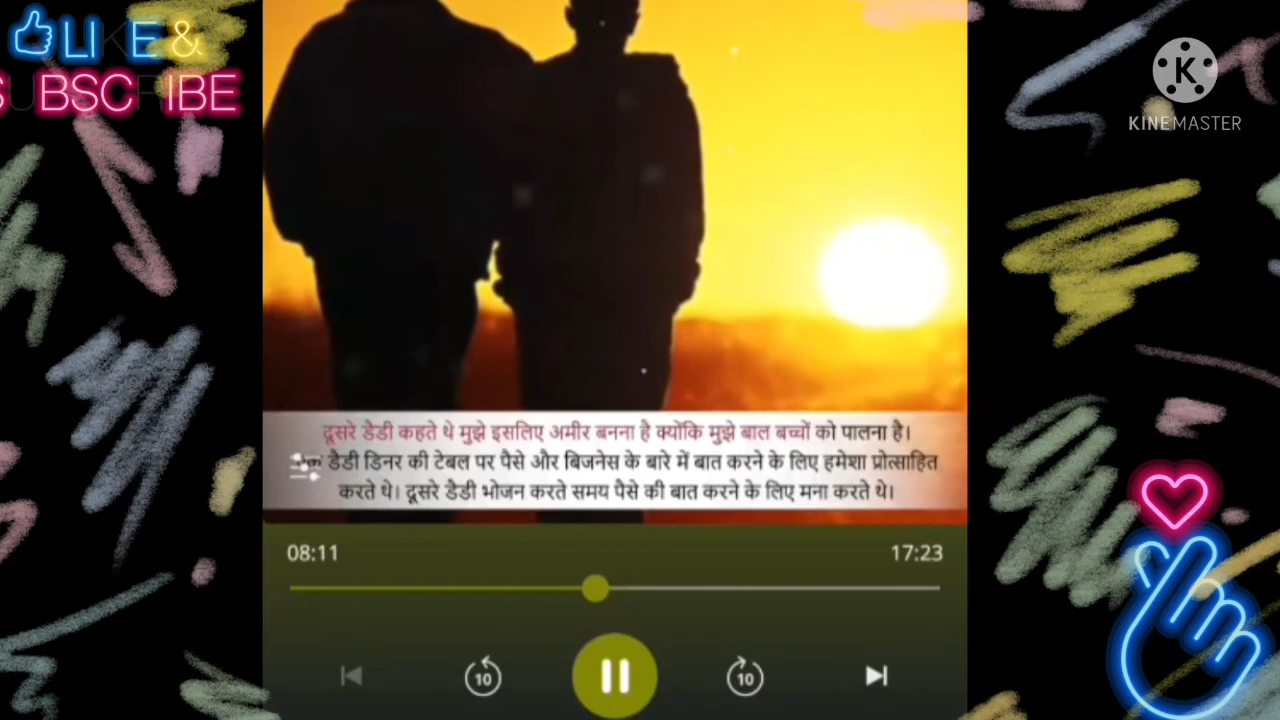 LIKE &
SUBSCRIBE
KINEMASTER
दूसरे डैडी कहते थे मुझे इसलिए अमीर बनना है क्योंकि मुझे बाल बच्चों को पालना है।
डैडी डिनर की टेबल पर पैसे और बिजनेस के बारे में बात करने के लिए हमेशा प्रोत्साहित
करते थे। दूसरे डैडी भोजन करते समय पैसे की बात करने के लिए मना करते थे।
08:11
17:23
10
10